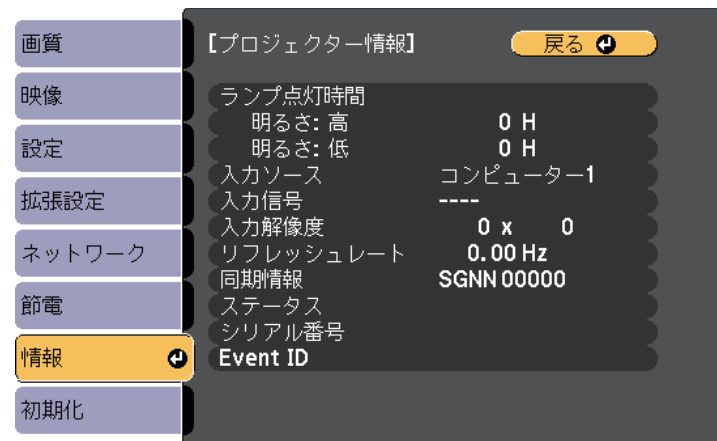 画質
映像
設定
拡張設定
ネットワーク
節電
情報
初期化
【プロジェクター情報】 戻る
ランプ点灯時間
明るさ: 高 0 H
明るさ: 低 0 H
入力ソース コンピューター1
入力信号 ----
入力解像度 0 x 0
リフレッシュレート 0.00 Hz
同期情報 SGNN 00000
ステータス
シリアル番号
Event ID